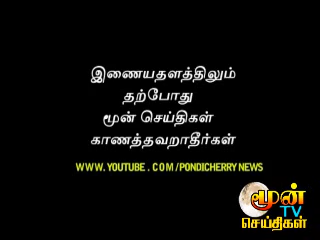 இணையதளத்திலும்
தற்போது
மூன் செய்திகள்
காணத்தவறாதீர்கள்
WWW.YOUTUBE.COM/PONDICHERRY NEWS
மூன்
TV
செய்திகள்